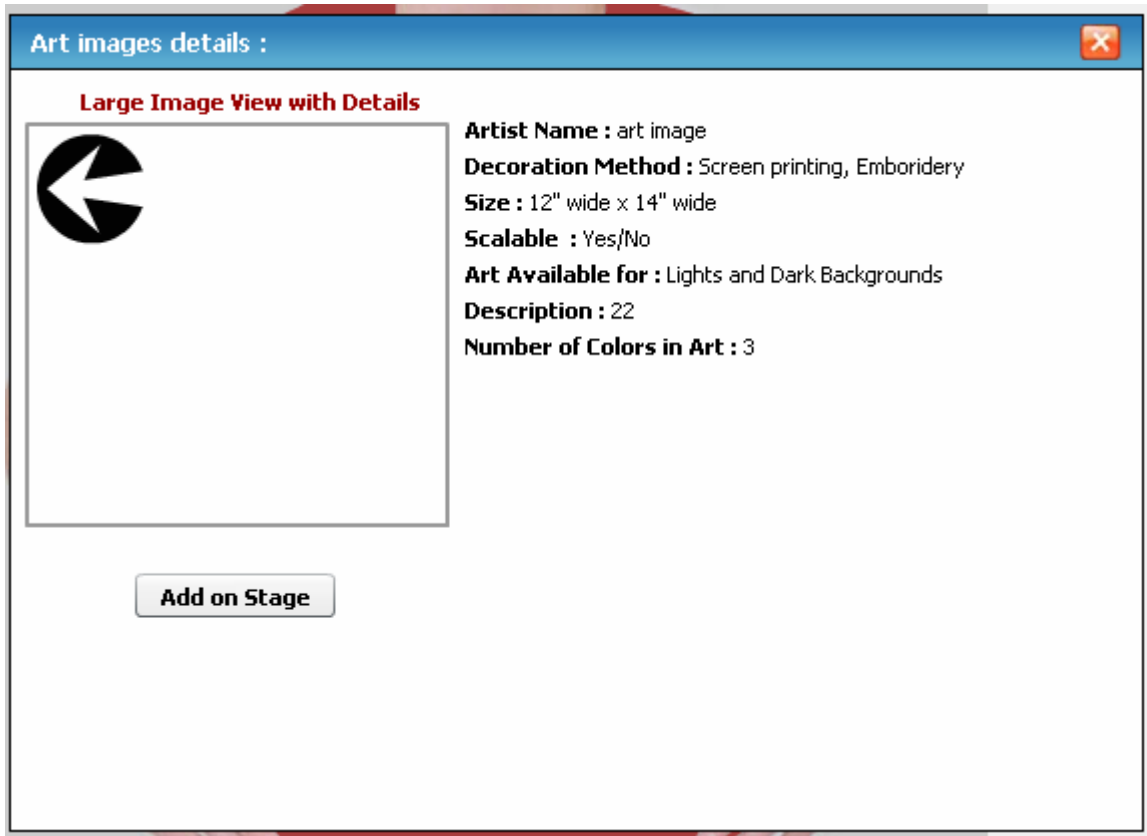 Art images details :
Large Image View with Details
Artist Name : art image
Decoration Method : Screen printing, Emboridery
Size : 12" wide x 14" wide
Scalable : Yes/No
Art Available for : Lights and Dark Backgrounds
Description : 22
Number of Colors in Art : 3
Add on Stage